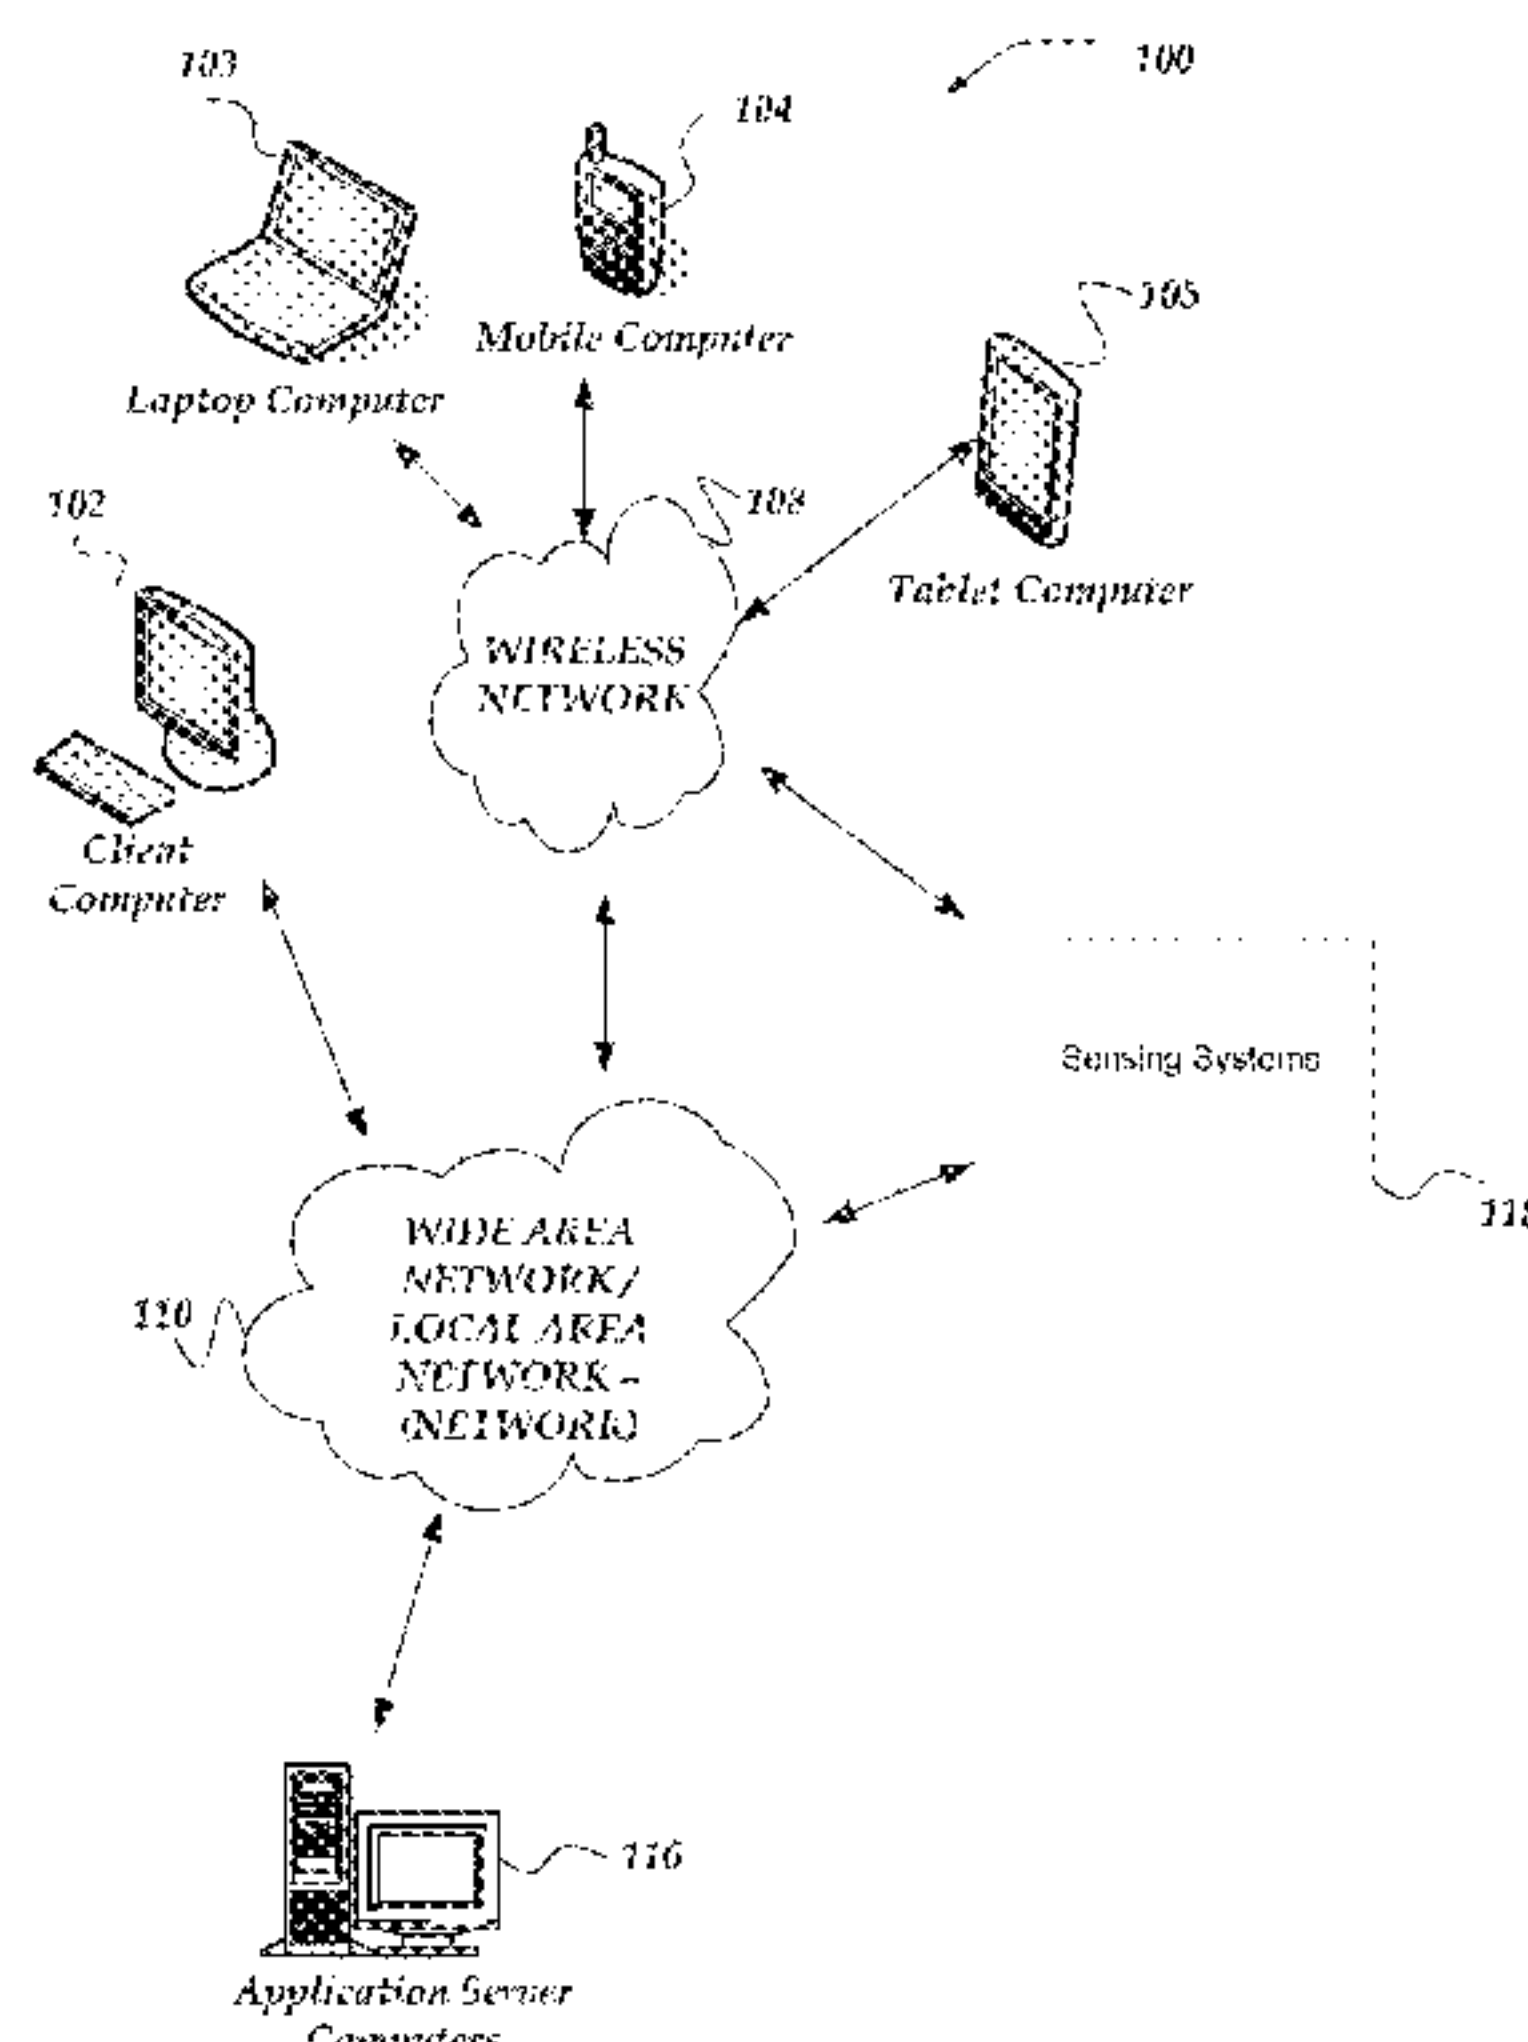 103
100
104
105
Mobile Computer
Laptop Computer
102
108
Tablet Computer
WIRELESS
NETWORK
Client
Computer
Sensing Systems
WIDE AREA
NETWORK/
LOCAL AREA
NETWORK -
(NETWORK)
110
116
Application Server
Computers